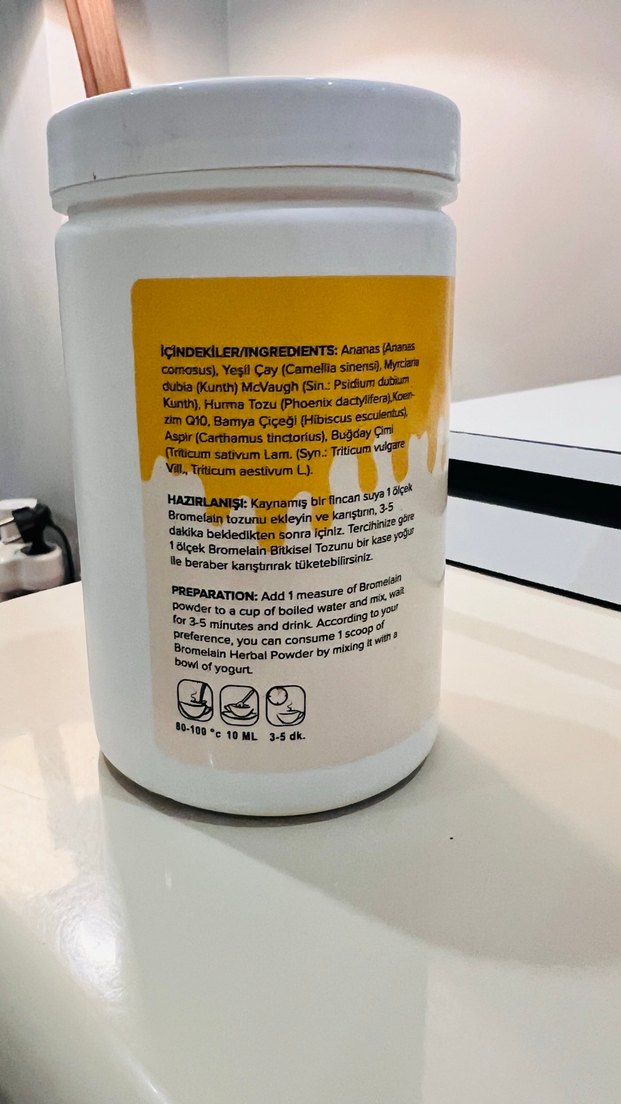 İÇİNDEKİLER/INGREDIENTS: Ananas (Ananas
comosus), Yeşil Çay (Camellia sinensi), Myrciaria
dubia (Kunth) McVaugh (Sin.: Psidium dubium
Kunth), Hurma Tozu (Phoenix dactylifera),Koen-
zim Q10, Bamya Çiçeği (Hibiscus esculentus),
Aspir (Carthamus tinctorius), Buğday Çimi
(Triticum sativum Lam. (Syn.: Triticum vulgare
Vill., Triticum aestivum L.).
HAZIRLANIŞI: Kaynamış bir fincan suya 1 ölçek
Bromelain tozunu ekleyin ve karıştırın, 3-5
dakika bekledikten sonra içiniz. Tercihinize göre
1 ölçek Bromelain Bitkisel Tozunu bir kase yoğur
ile beraber karıştırırak tüketebilirsiniz.
PREPARATION: Add 1 measure of Bromelain
powder to a cup of boiled water and mix, wait
for 3-5 minutes and drink. According to your
preference, you can consume 1 scoop of
Bromelain Herbal Powder by mixing it with a
bowl of yogurt.
80-100 °c 10 ML 3-5 dk.